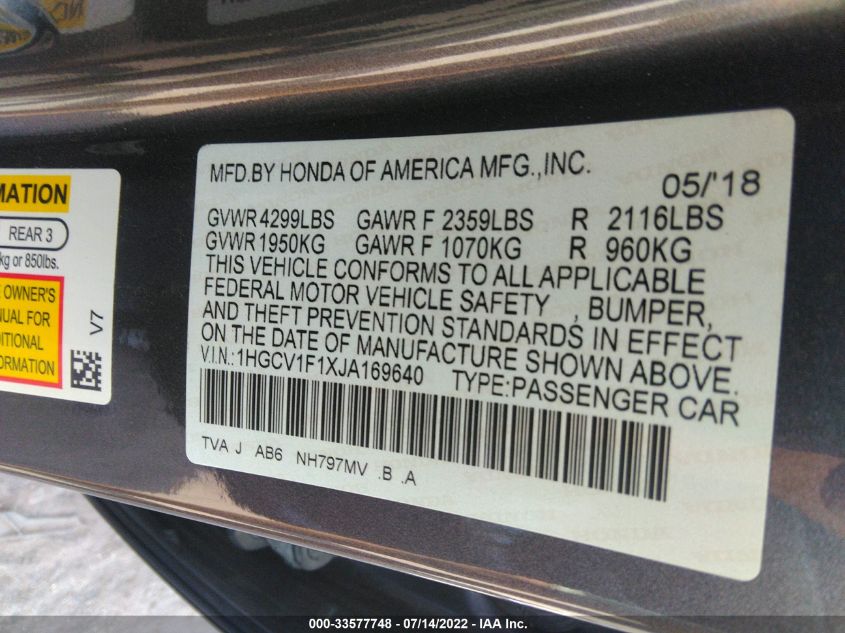 MFD.BY HONDA OF AMERICA MFG.,INC.
05/'18
GVWR 4299LBS GAWR F 2359LBS R 2116LBS
GVWR 1950KG GAWR F 1070KG R 960KG
THIS VEHICLE CONFORMS TO ALL APPLICABLE
FEDERAL MOTOR VEHICLE SAFETY , BUMPER,
AND THEFT PREVENTION STANDARDS IN EFFECT
ON THE DATE OF MANUFACTURE SHOWN ABOVE.
V.I.N.:1HGCV1F1XJA169640 TYPE:PASSENGER CAR
TVA J AB6 NH797MV .B .A
MATION
REAR 3
kg or 850lbs.
OWNER'S
NUAL FOR
DITIONAL
ORMATION
V7
000-33577748 - 07/14/2022 - IAA Inc.